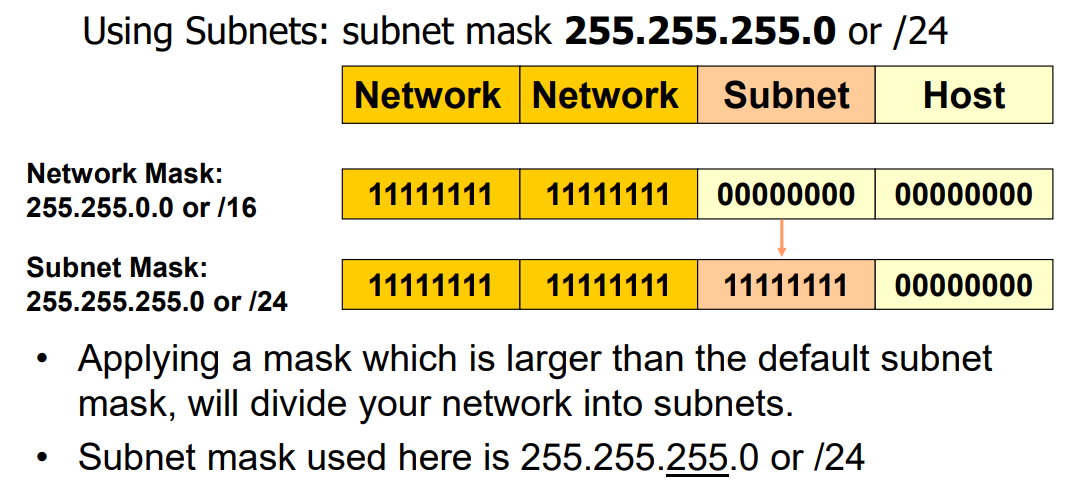 Using Subnets: subnet mask 255.255.255.0 or /24
Network Network Subnet Host
Network Mask:
255.255.0.0 or /16
11111111 11111111 00000000 00000000
Subnet Mask:
255.255.255.0 or /24
11111111 11111111 11111111 00000000
• Applying a mask which is larger than the default subnet
mask, will divide your network into subnets.
• Subnet mask used here is 255.255.255.0 or /24